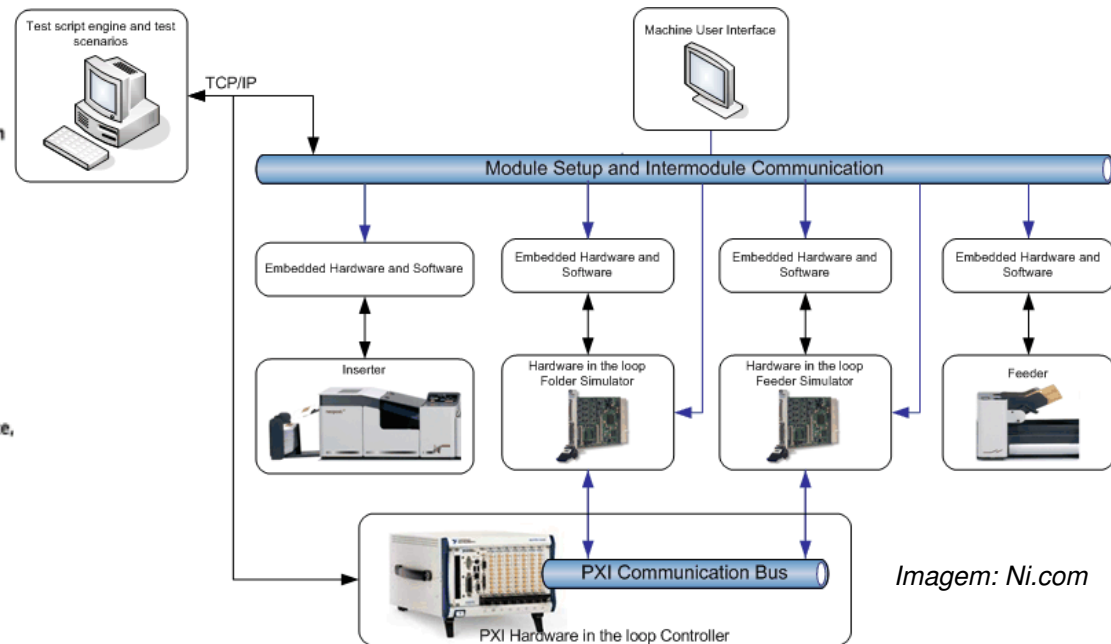 Test script engine and test
scenarios
TCP/IP
Machine User Interface
Module Setup and Intermodule Communication
Embedded Hardware and Software
Embedded Hardware and
Software
Embedded Hardware and
Software
Embedded Hardware and
Software
Inserter
Hardware in the loop
Folder Simulator
Hardware in the loop
Feeder Simulator
Feeder
PXI Communication Bus
PXI Hardware in the loop Controller
Imagem: Ni.com